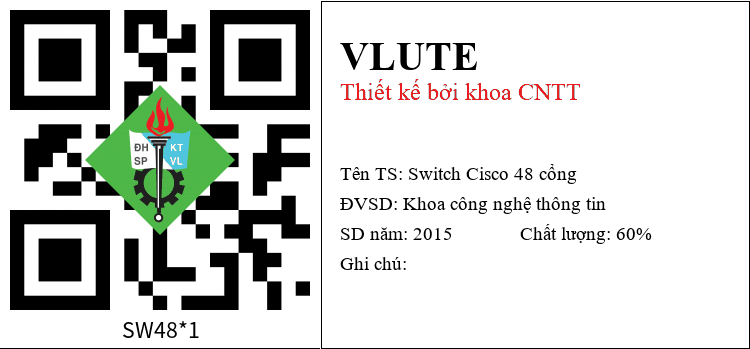 ĐH KT
SP VL
SW48*1
VLUTE
Thiết kế bởi khoa CNTT
Tên TS: Switch Cisco 48 cổng
ĐVSD: Khoa công nghệ thông tin
SD năm: 2015 Chất lượng: 60%
Ghi chú: